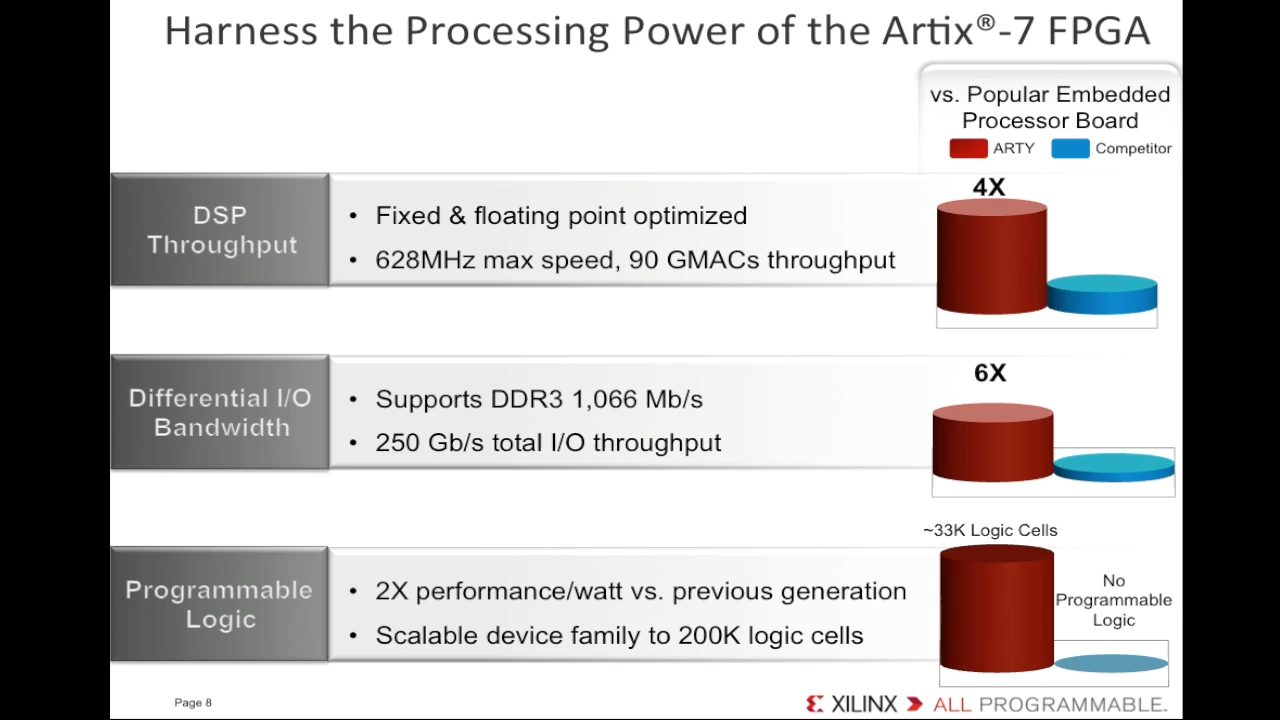 Harness the Processing Power of the Artix®-7 FPGA
vs. Popular Embedded
Processor Board
ARTY
Competitor
DSP
Throughput
• Fixed & floating point optimized
• 628MHz max speed, 90 GMACs throughput
4X
Differential I/O
Bandwidth
• Supports DDR3 1,066 Mb/s
• 250 Gb/s total I/O throughput
6X
Programmable
Logic
• 2X performance/watt vs. previous generation
• Scalable device family to 200K logic cells
~33K Logic Cells
No
Programmable
Logic
Page 8
XILINX ALL PROGRAMMABLE™